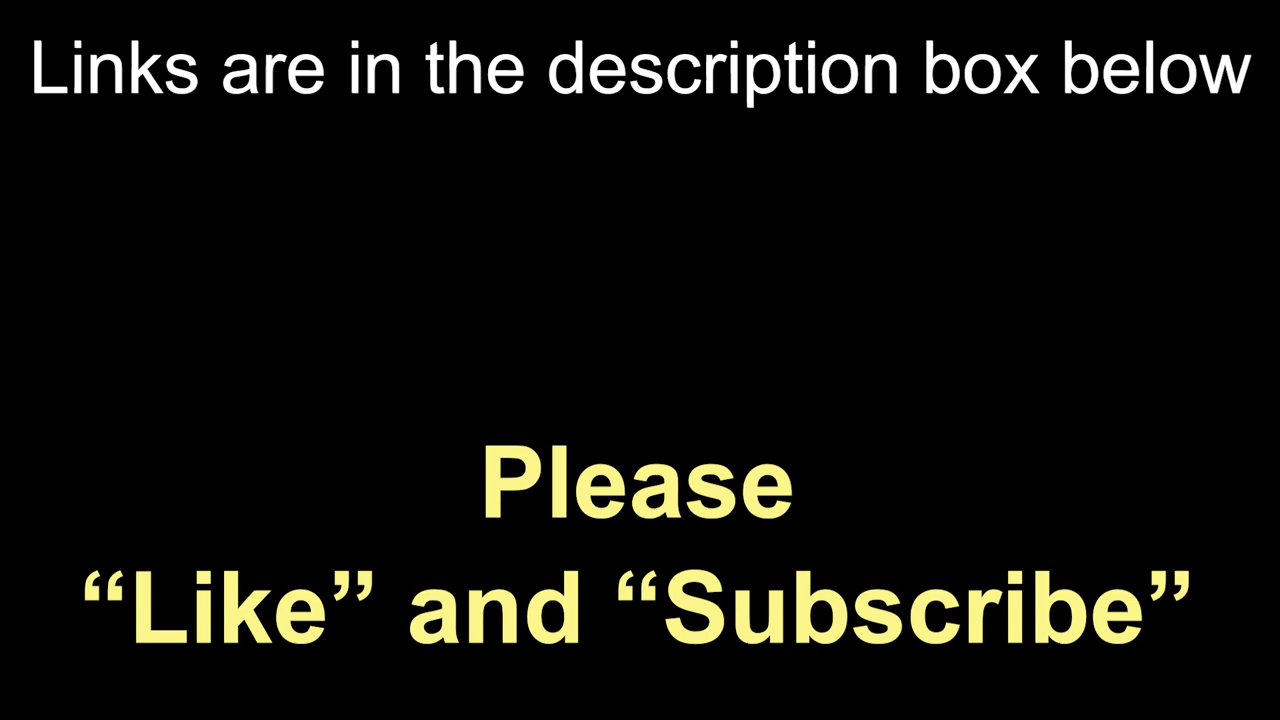 Links are in the description box below
Please
“Like” and “Subscribe”